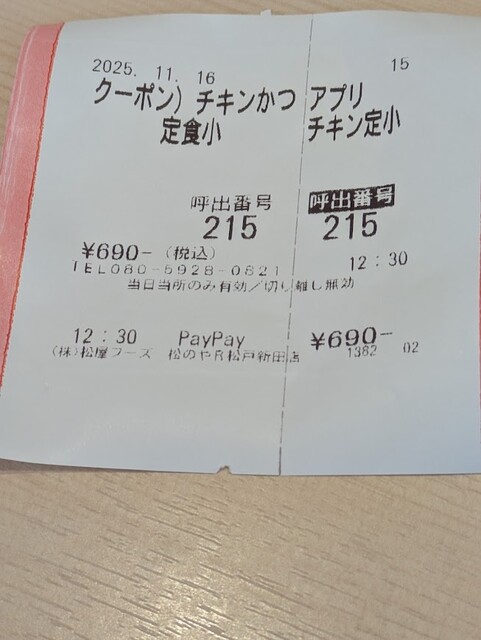 2025. 11. 16
クーポン）チキンかつ
定食小
呼出番号
215
¥690- (税込)
TEL080-5928-0821
15
アプリ
チキン定小
呼出番号
215
12:30
当日当所のみ有効／切り離し無効
12:30 PayPay ¥690-
(株)松屋フーズ 松のやR松戸新田店 1382 02